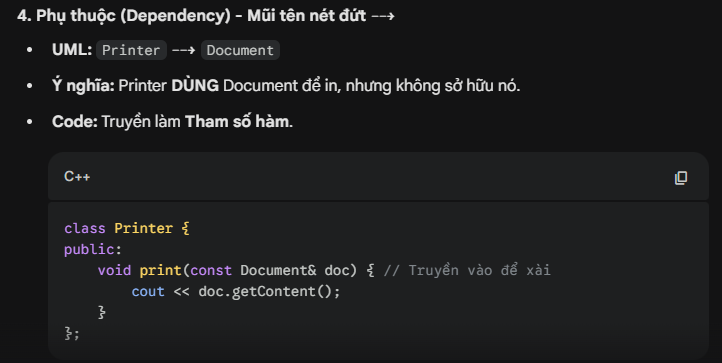 4. Phụ thuộc (Dependency) - Mũi tên nét đứt ⤏
• UML: Printer ⤏ Document
• Ý nghĩa: Printer DÙNG Document để in, nhưng không sở hữu nó.
• Code: Truyền làm Tham số hàm.
C++
class Printer {
public:
    void print(const Document& doc) { // Truyền vào để xài
        cout << doc.getContent();
    }
};